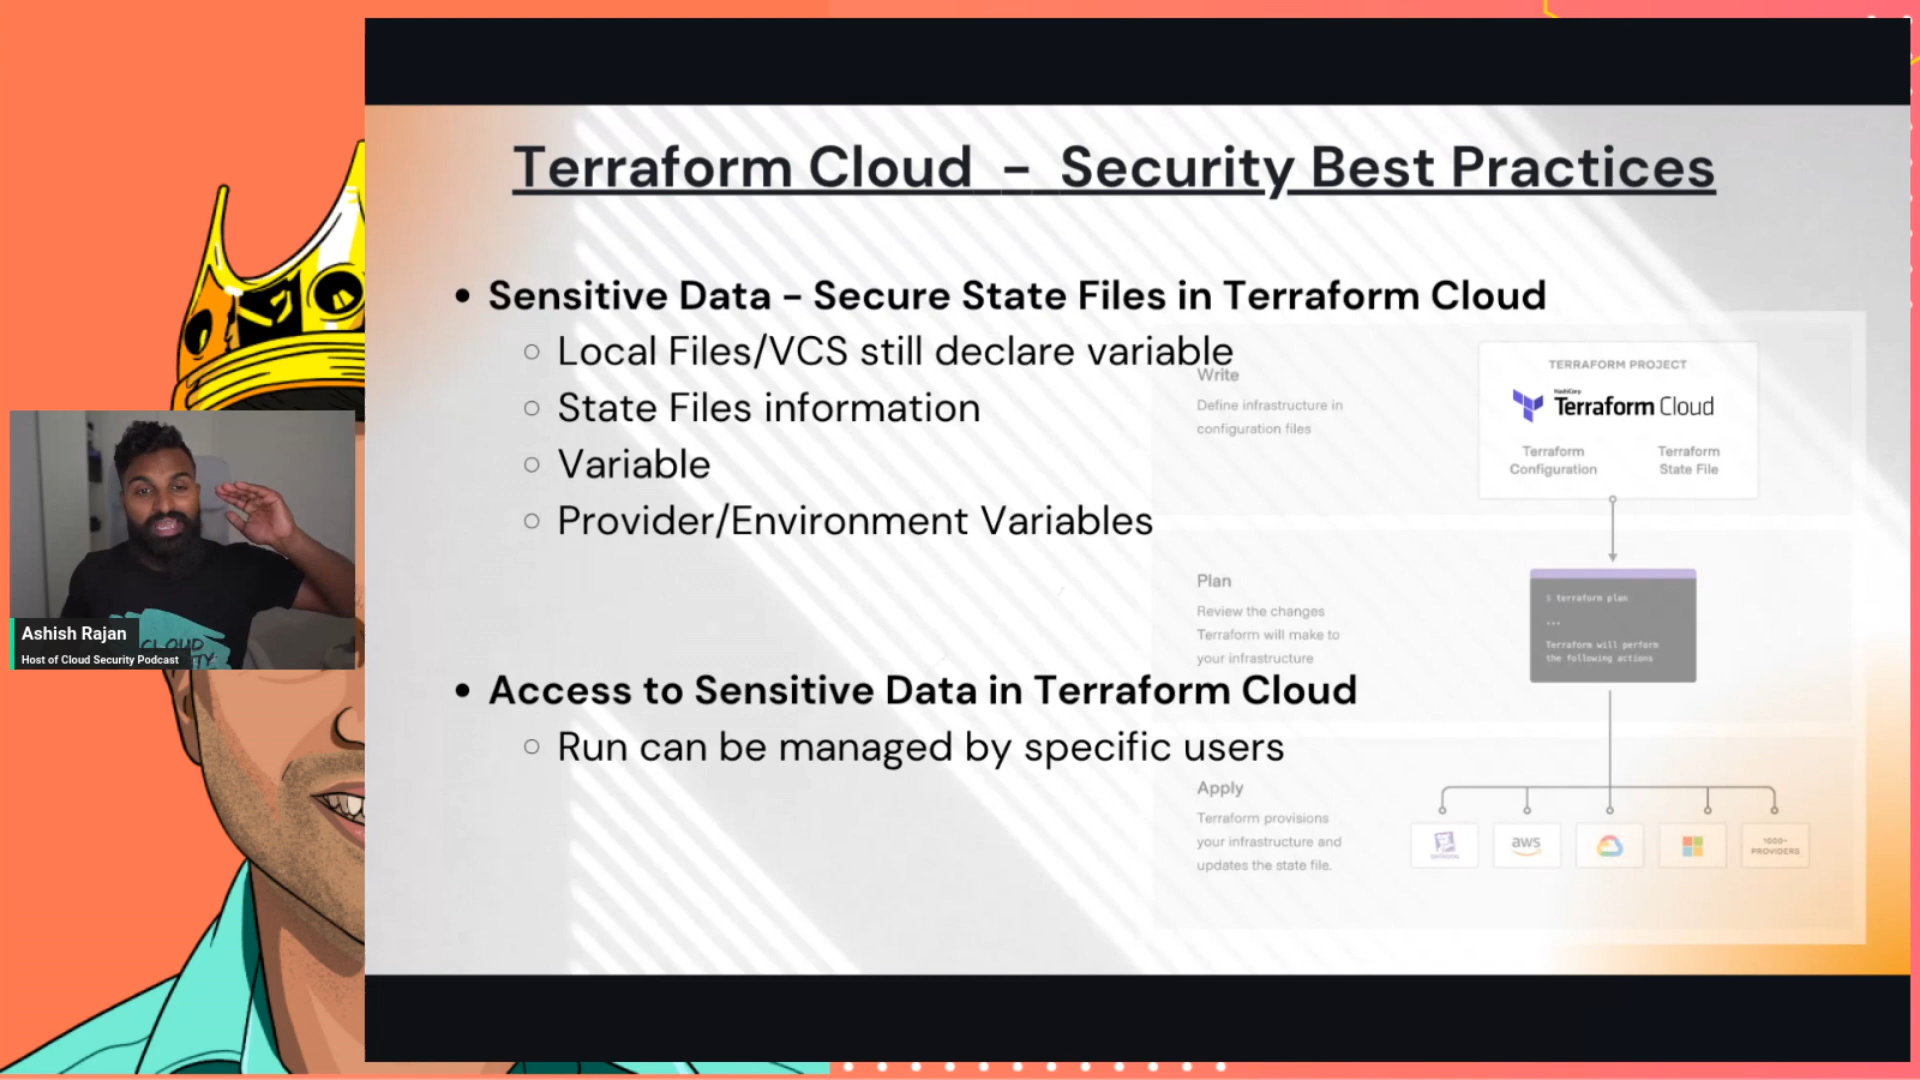 Terraform Cloud - Security Best Practices
• Sensitive Data - Secure State Files in Terraform Cloud
Local Files/VCS still declare variable
State Files information
Variable
Provider/Environment Variables
• Access to Sensitive Data in Terraform Cloud
Run can be managed by specific users
Write
Define infrastructure in
configuration files
TERRAFORM PROJECT
HashiCorp
Terraform Cloud
Terraform
Configuration
Terraform
State File
Plan
Review the changes
Terraform will make to
your infrastructure
$ terraform plan
...
Terraform will perform
the following actions
Apply
Terraform provisions
your infrastructure and
updates the state file.
aws
1000+
PROVIDERS
CLOUD
Ashish Rajan
Host of Cloud Security Podcast